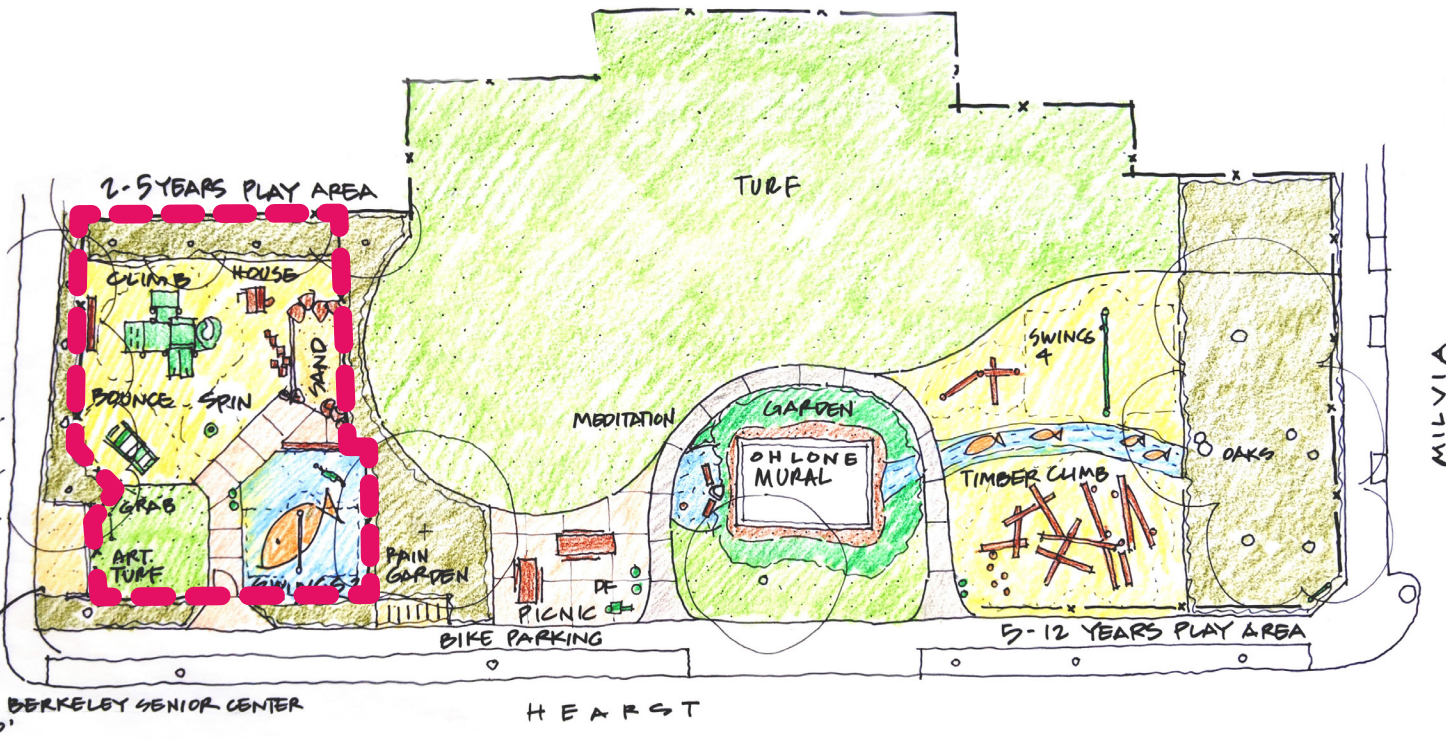 2-5 YEARS PLAY AREA
TURF
CLIMB
HOUSE
SAND
BOUNCE
SPIN
GRAB
ART
TURF
SWINGS 2
RAIN
GARDEN
MEDITATION
GARDEN
OHLONE
MURAL
SWINGS
4
TIMBER CLIMB
OAKS
MILVIA
DF
PICNIC
BIKE PARKING
5-12 YEARS PLAY AREA
BERKELEY SENIOR CENTER
HEARST